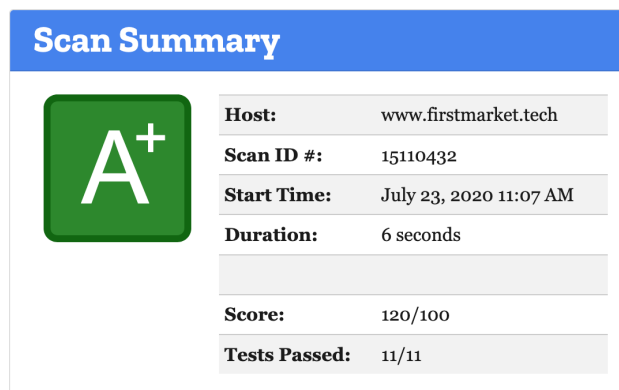 Scan Summary
A+
Host: www.firstmarket.tech
Scan ID #: 15110432
Start Time: July 23, 2020 11:07 AM
Duration: 6 seconds
Score: 120/100
Tests Passed: 11/11